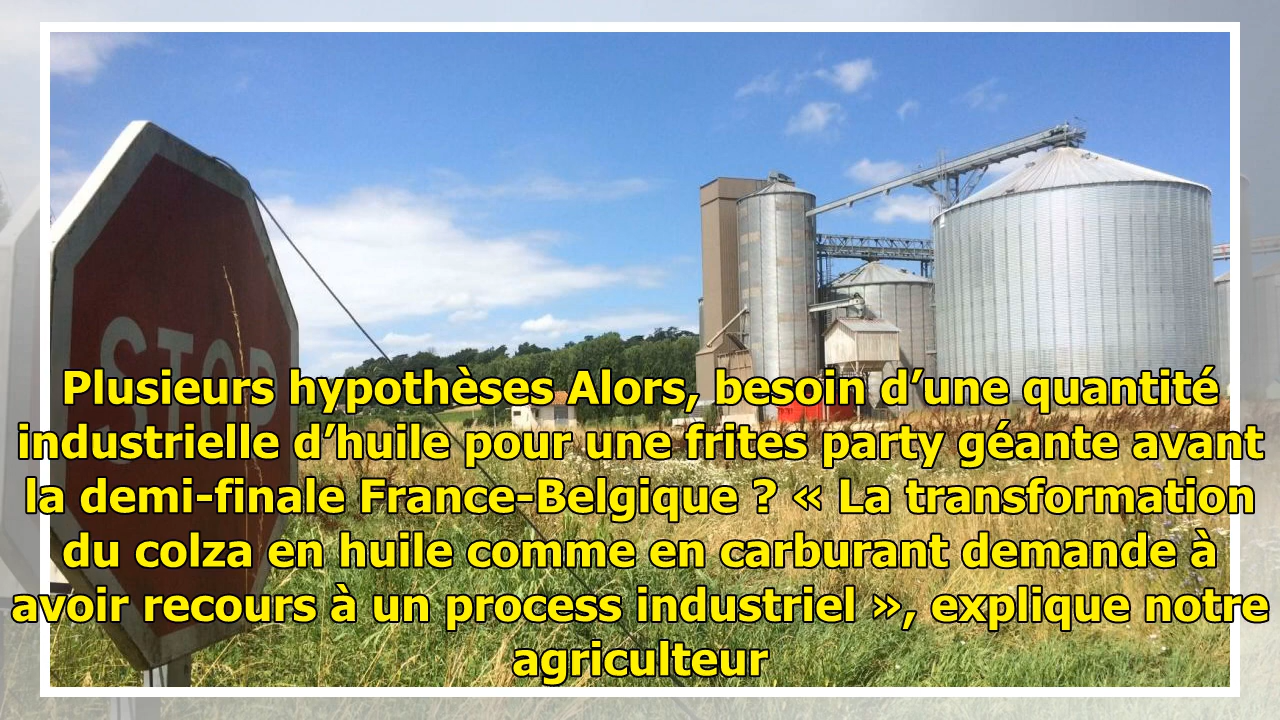 STOP
Plusieurs hypothèses Alors, besoin d’une quantité
industrielle d’huile pour une frites party géante avant
la demi-finale France-Belgique ? « La transformation
du colza en huile comme en carburant demande à
avoir recours à un process industriel », explique notre
agriculteur